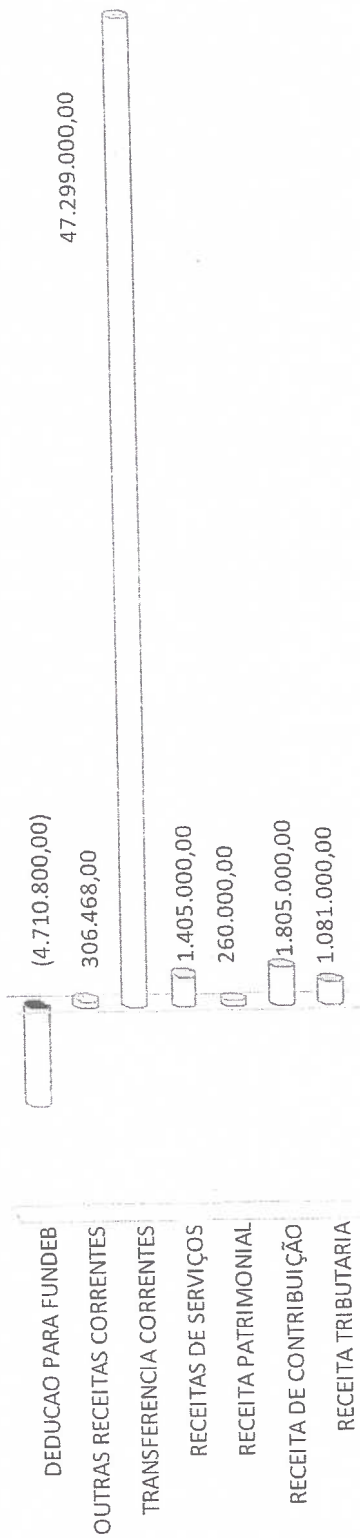 DEDUCAO PARA FUNDEB (4.710.800,00)
OUTRAS RECEITAS CORRENTES 306.468,00
TRANSFERENCIA CORRENTES 47.299.000,00
RECEITAS DE SERVIÇOS 1.405.000,00
RECEITA PATRIMONIAL 260.000,00
RECEITA DE CONTRIBUIÇÃO 1.805.000,00
RECEITA TRIBUTARIA 1.081.000,00